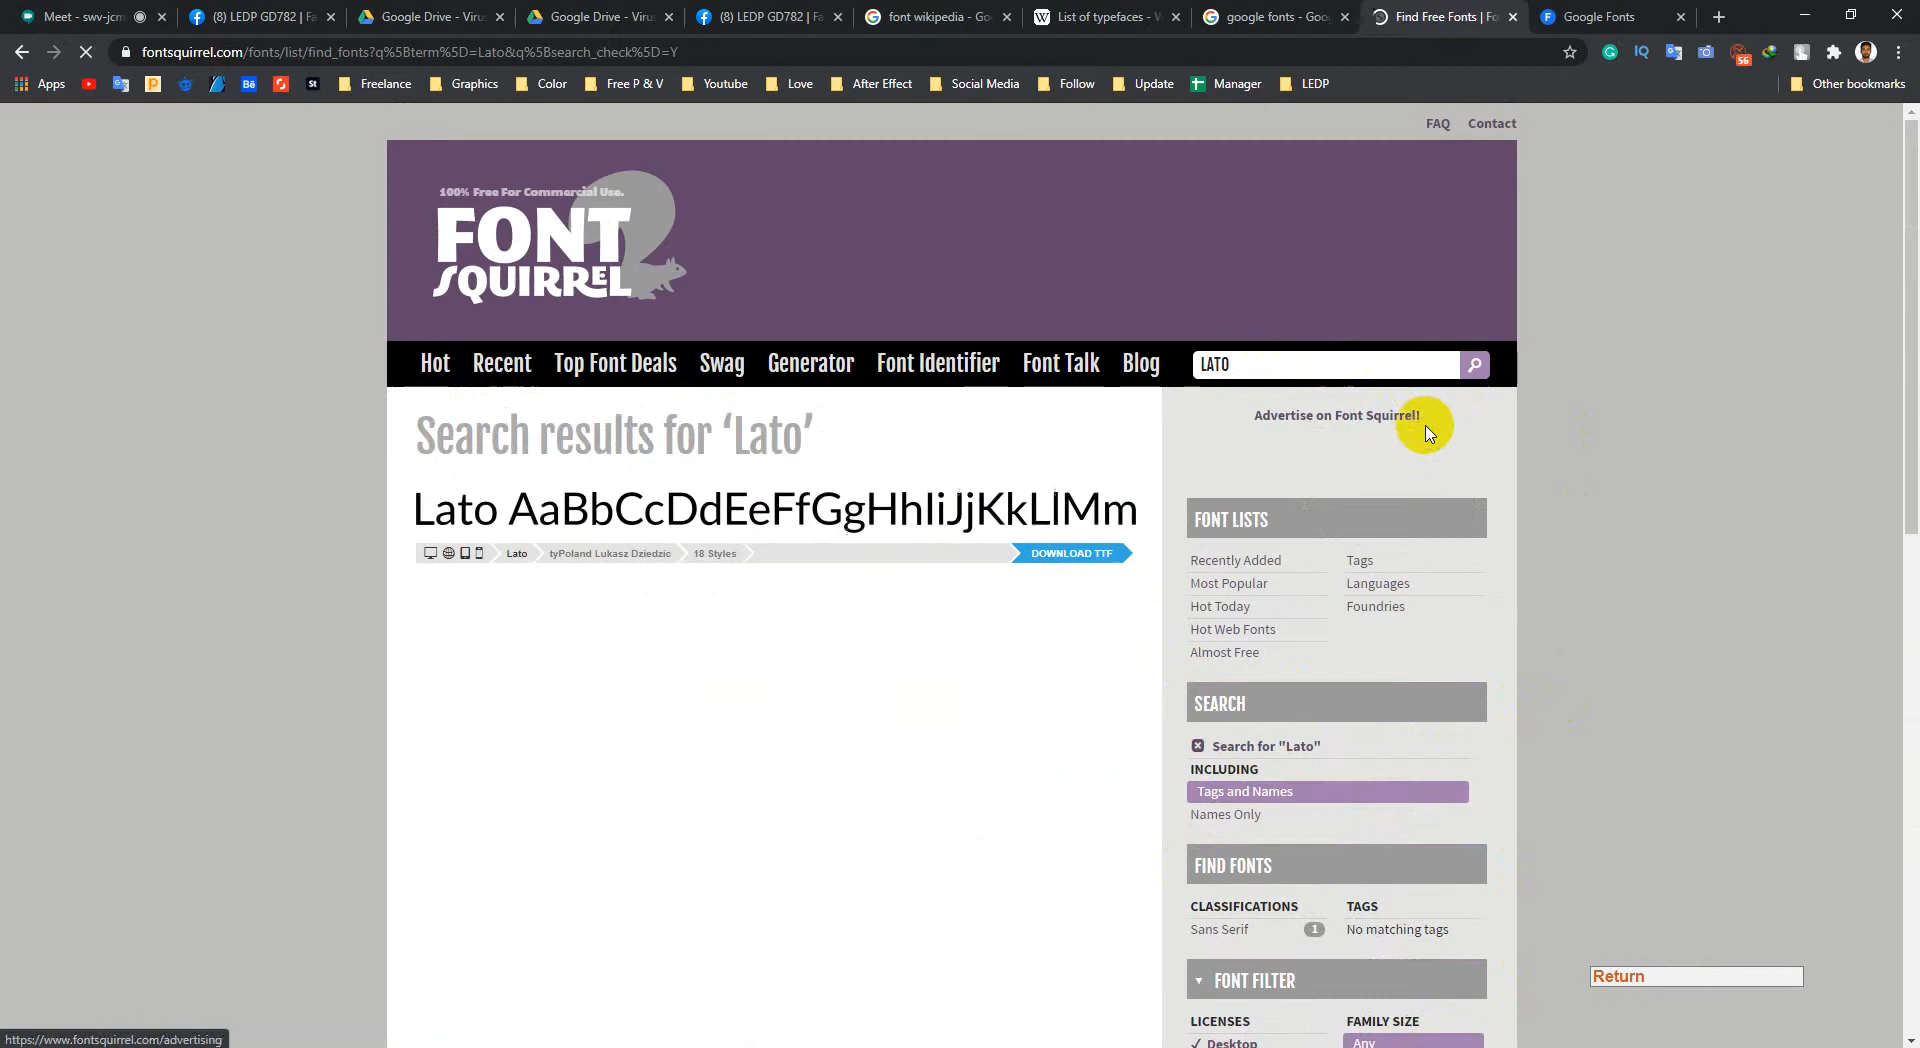 Meet - swv-jcm
(8) LEDP GD782 | Fa
Google Drive - Virus
Google Drive - Virus
(8) LEDP GD782 | Fa
font wikipedia - Go
List of typefaces - W
google fonts - Goo
Find Free Fonts | Fo
Google Fonts
fontsquirrel.com/fonts/list/find_fonts?q%5Bterm%5D=Lato&q%5Bsearch_check%5D=Y
56
Apps
Freelance
Graphics
Color
Free P & V
Youtube
Love
After Effect
Social Media
Follow
Update
Manager
LEDP
Other bookmarks
FAQ
Contact
100% Free For Commercial Use.
FONT
SQUIRREL
Hot
Recent
Top Font Deals
Swag
Generator
Font Identifier
Font Talk
Blog
LATO
Search results for ‘Lato’
Advertise on Font Squirrel!
Lato AaBbCcDdEeFfGgHhIiJjKkLlMm
Lato
tyPoland Lukasz Dziedzic
18 Styles
DOWNLOAD TTF
FONT LISTS
Recently Added
Tags
Most Popular
Languages
Hot Today
Foundries
Hot Web Fonts
Almost Free
SEARCH
Search for "Lato"
INCLUDING
Tags and Names
Names Only
FIND FONTS
CLASSIFICATIONS
TAGS
Sans Serif
1
No matching tags
FONT FILTER
Return
LICENSES
FAMILY SIZE
Desktop
Any
https://www.fontsquirrel.com/advertising